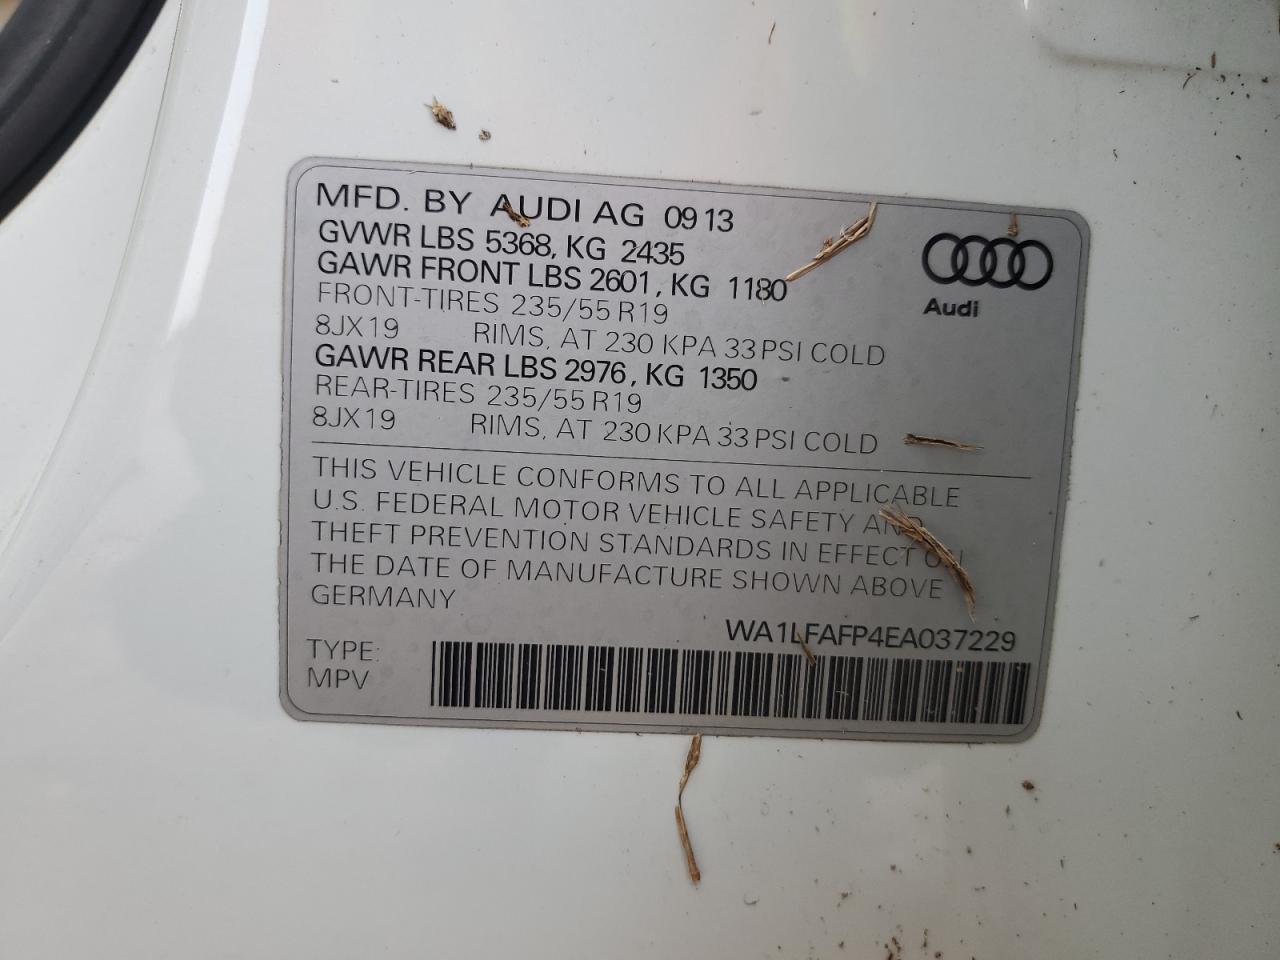 MFD. BY AUDI AG 09 13
GVWR LBS 5368, KG 2435
GAWR FRONT LBS 2601, KG 1180
FRONT-TIRES 235/55 R19
8JX19 RIMS, AT 230 KPA 33 PSI COLD
GAWR REAR LBS 2976, KG 1350
REAR-TIRES 235/55 R19
8JX19 RIMS, AT 230 KPA 33 PSI COLD
Audi
THIS VEHICLE CONFORMS TO ALL APPLICABLE
U.S. FEDERAL MOTOR VEHICLE SAFETY AND
THEFT PREVENTION STANDARDS IN EFFECT ON
THE DATE OF MANUFACTURE SHOWN ABOVE
GERMANY
WA1LFAFP4EA037229
TYPE:
MPV